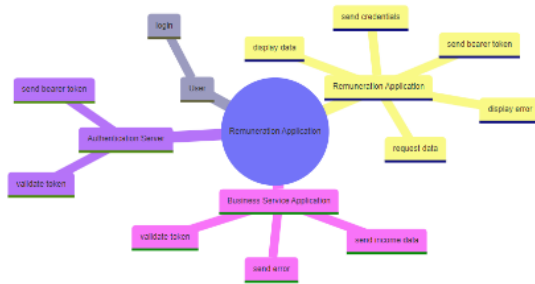 send credentials
login
display data
send bearer token
send bearer token
User
Remuneration Application
display error
Authentication Server
Remuneration Application
request data
validate token
Business Service Application
validate token
send income data
send error